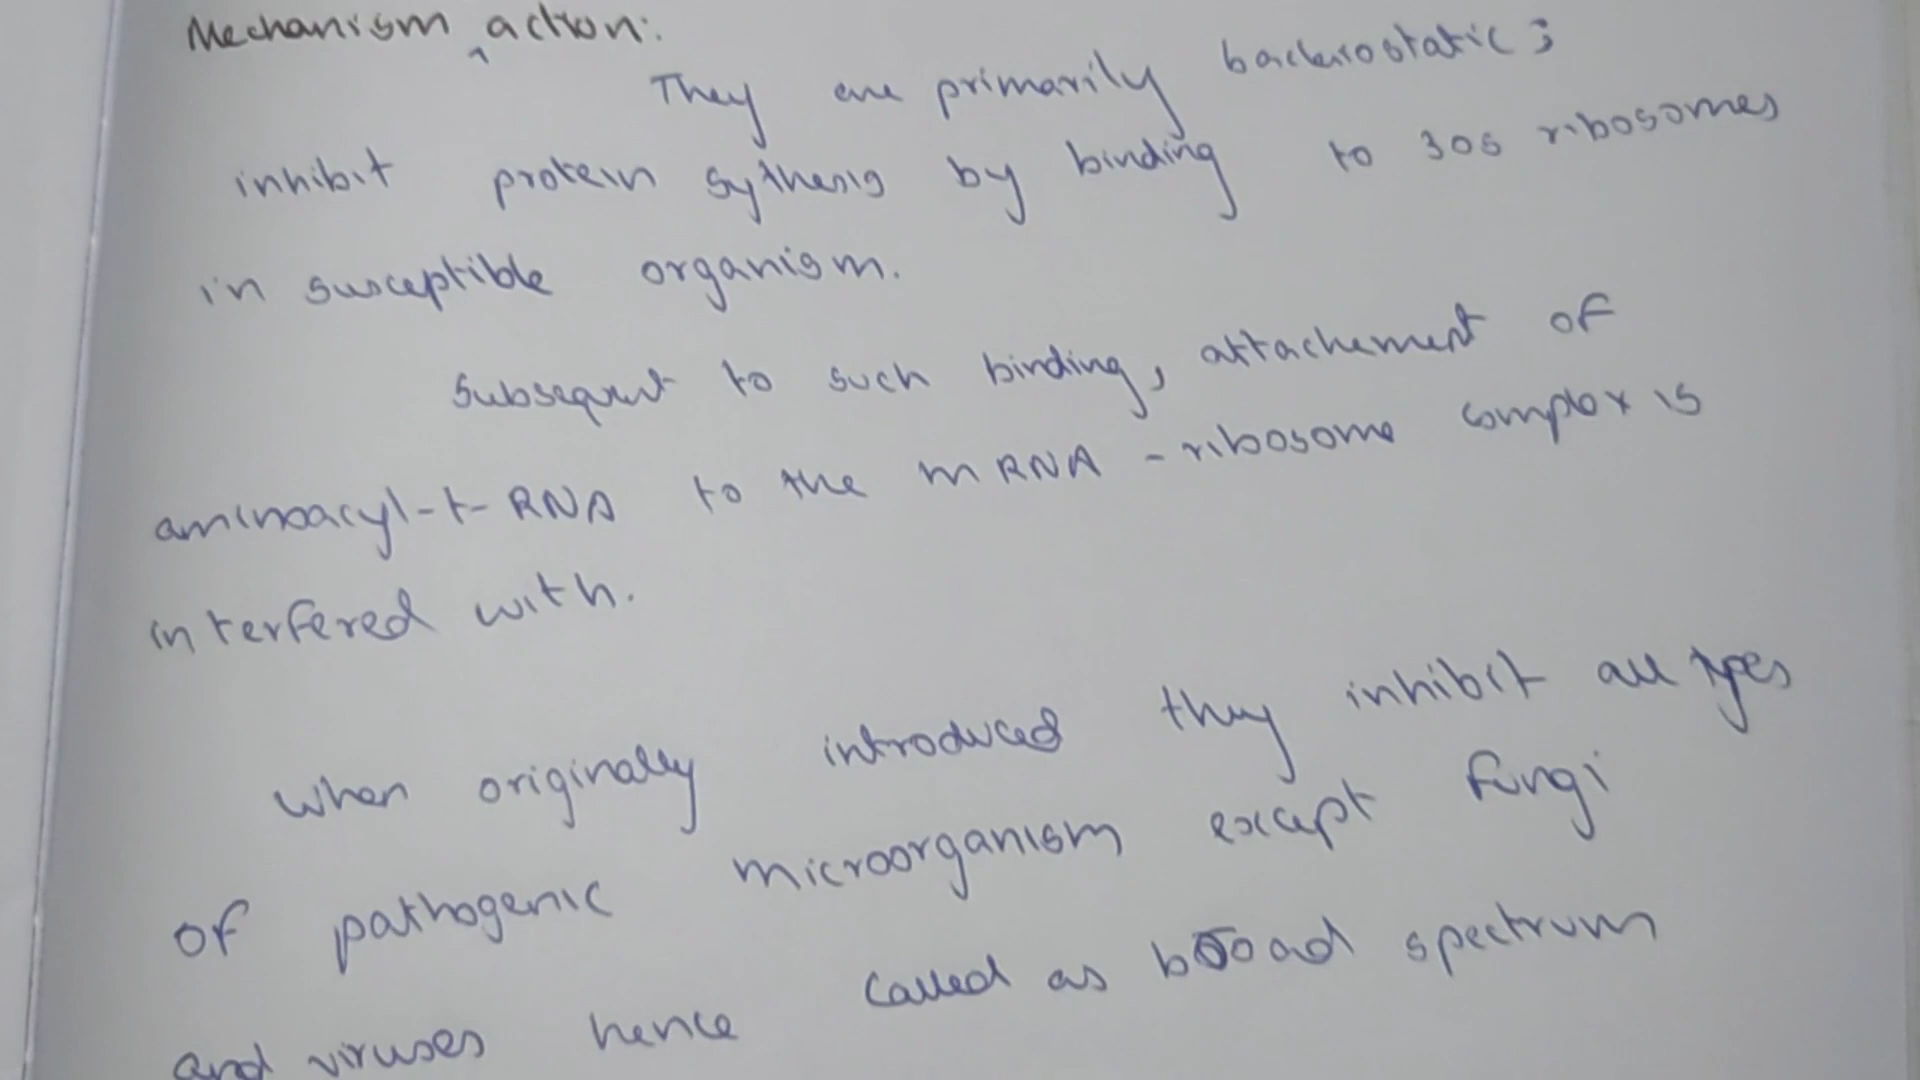 Mechanism ^ action:
They are primarily bacteriostatic;
inhibit protein sythesis by binding to 30s ribosomes
in susceptible organism.
Subsequent to such binding, attachement of
aminoacyl-t-RNA to the mRNA - ribosome complex is
interfered with.
When originally introduced they inhibit all types
of pathogenic microorganism except fungi
and viruses hence called as broad spectrum